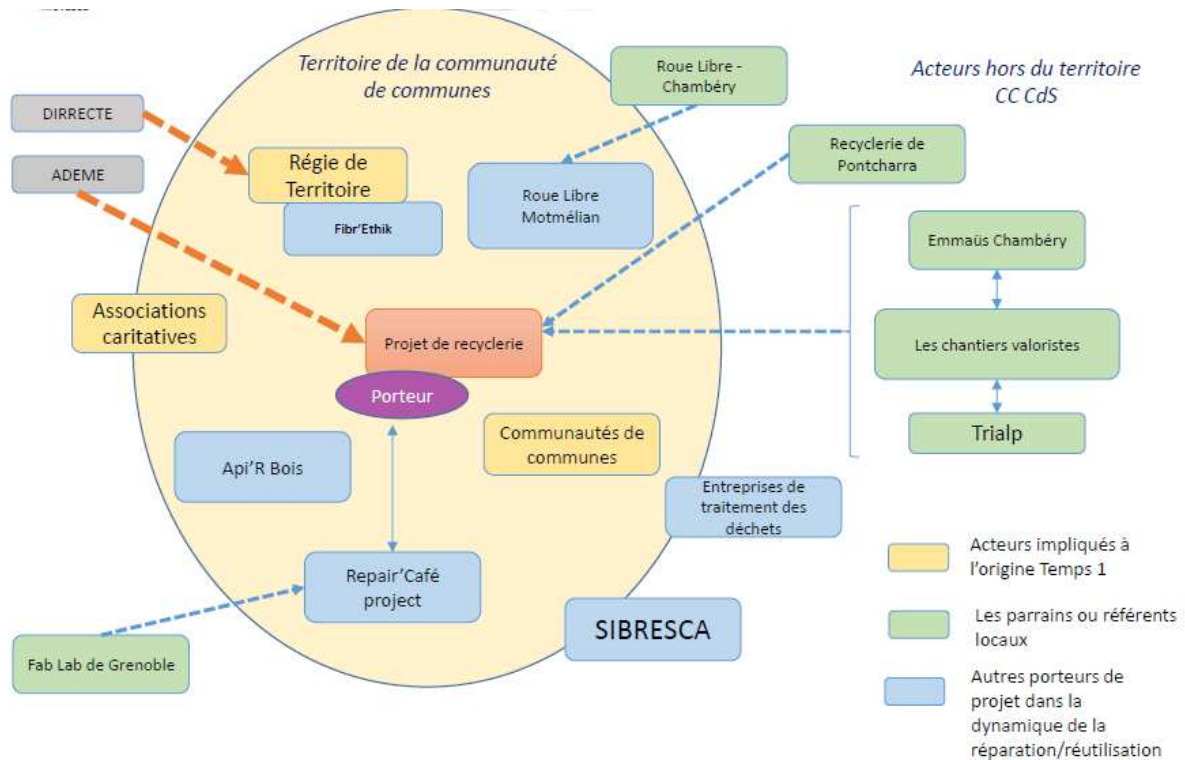 Territoire de la communauté
de communes
Acteurs hors du territoire
CC CdS
DIRRECTE
ADEME
Roue Libre -
Chambéry
Recyclerie de
Pontcharra
Régie de
Territoire
Fibr'Ethik
Roue Libre
Motmélian
Emmaüs Chambéry
Les chantiers valoristes
Trialp
Associations
caritatives
Projet de recyclerie
Porteur
Communautés de
communes
Api'R Bois
Entreprises de
traitement des
déchets
Repair'Café
project
SIBRESCA
Fab Lab de Grenoble
Acteurs impliqués à
l'origine Temps 1
Les parrains ou référents
locaux
Autres porteurs de
projet dans la
dynamique de la
réparation/réutilisation